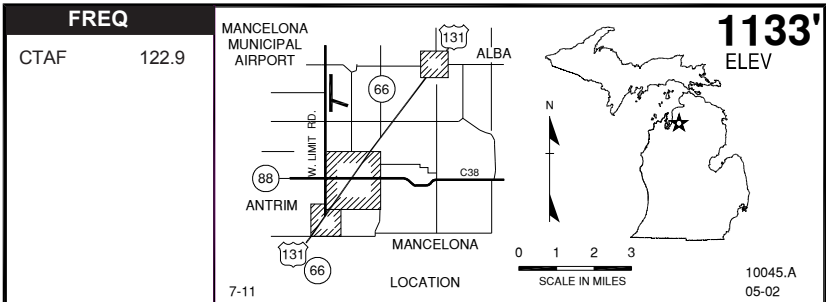 FREQ
CTAF 122.9
MANCELONA
MUNICIPAL
AIRPORT
131
ALBA
66
W. LIMIT RD.
88
C38
ANTRIM
MANCELONA
131
66
LOCATION
7-11
N
0 1 2 3
SCALE IN MILES
1133'
ELEV
10045.A
05-02